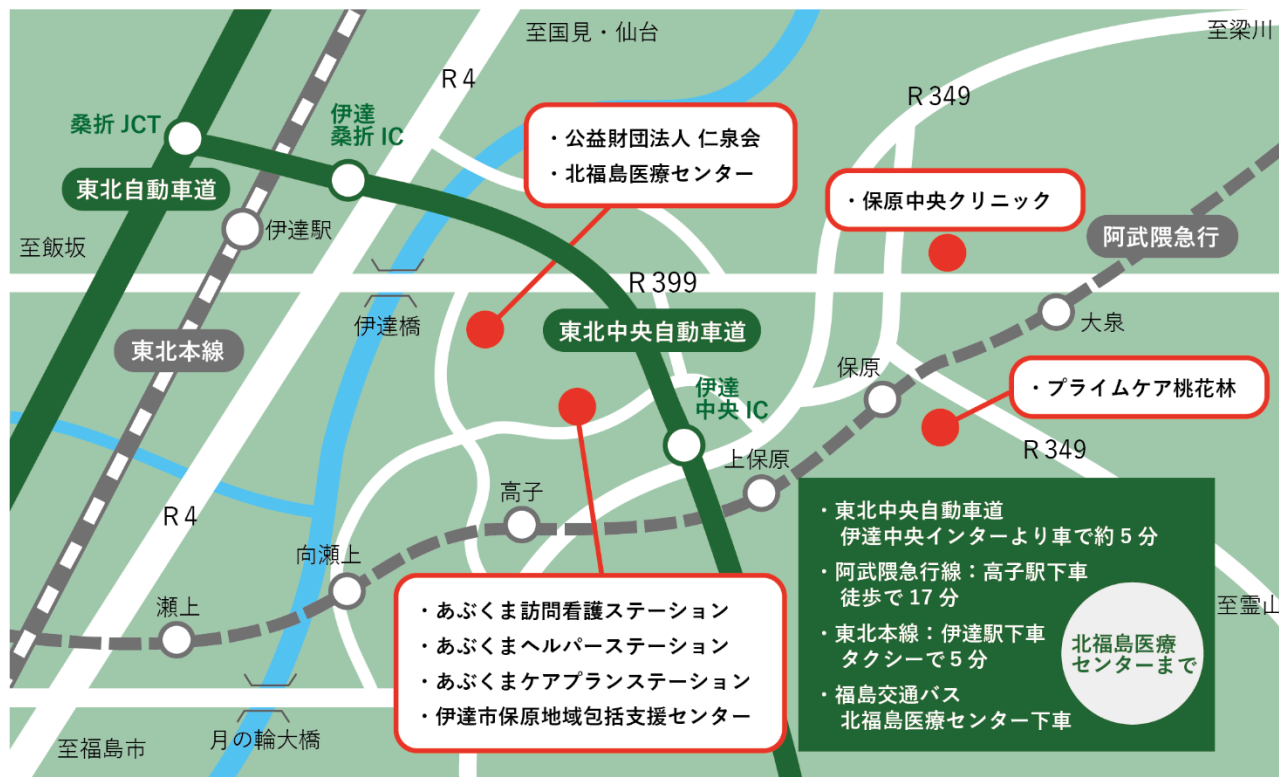 至国見・仙台
至梁川
R 4
R 349
桑折 JCT
伊達
桑折 IC
・公益財団法人 仁泉会
・北福島医療センター
東北自動車道
・保原中央クリニック
伊達駅
阿武隈急行
至飯坂
R 399
伊達橋
東北中央自動車道
大泉
東北本線
保原
伊達
中央 IC
・プライムケア桃花林
R 349
上保原
高子
R 4
向瀬上
瀬上
・東北中央自動車道
伊達中央インターより車で約 5 分
・阿武隈急行線：高子駅下車
徒歩で 17 分
・東北本線：伊達駅下車
タクシーで 5 分
・福島交通バス
北福島医療センター下車
北福島医療
センターまで
至霊山
・あぶくま訪問看護ステーション
・あぶくまヘルパーステーション
・あぶくまケアプランステーション
・伊達市保原地域包括支援センター
至福島市
月の輪大橋